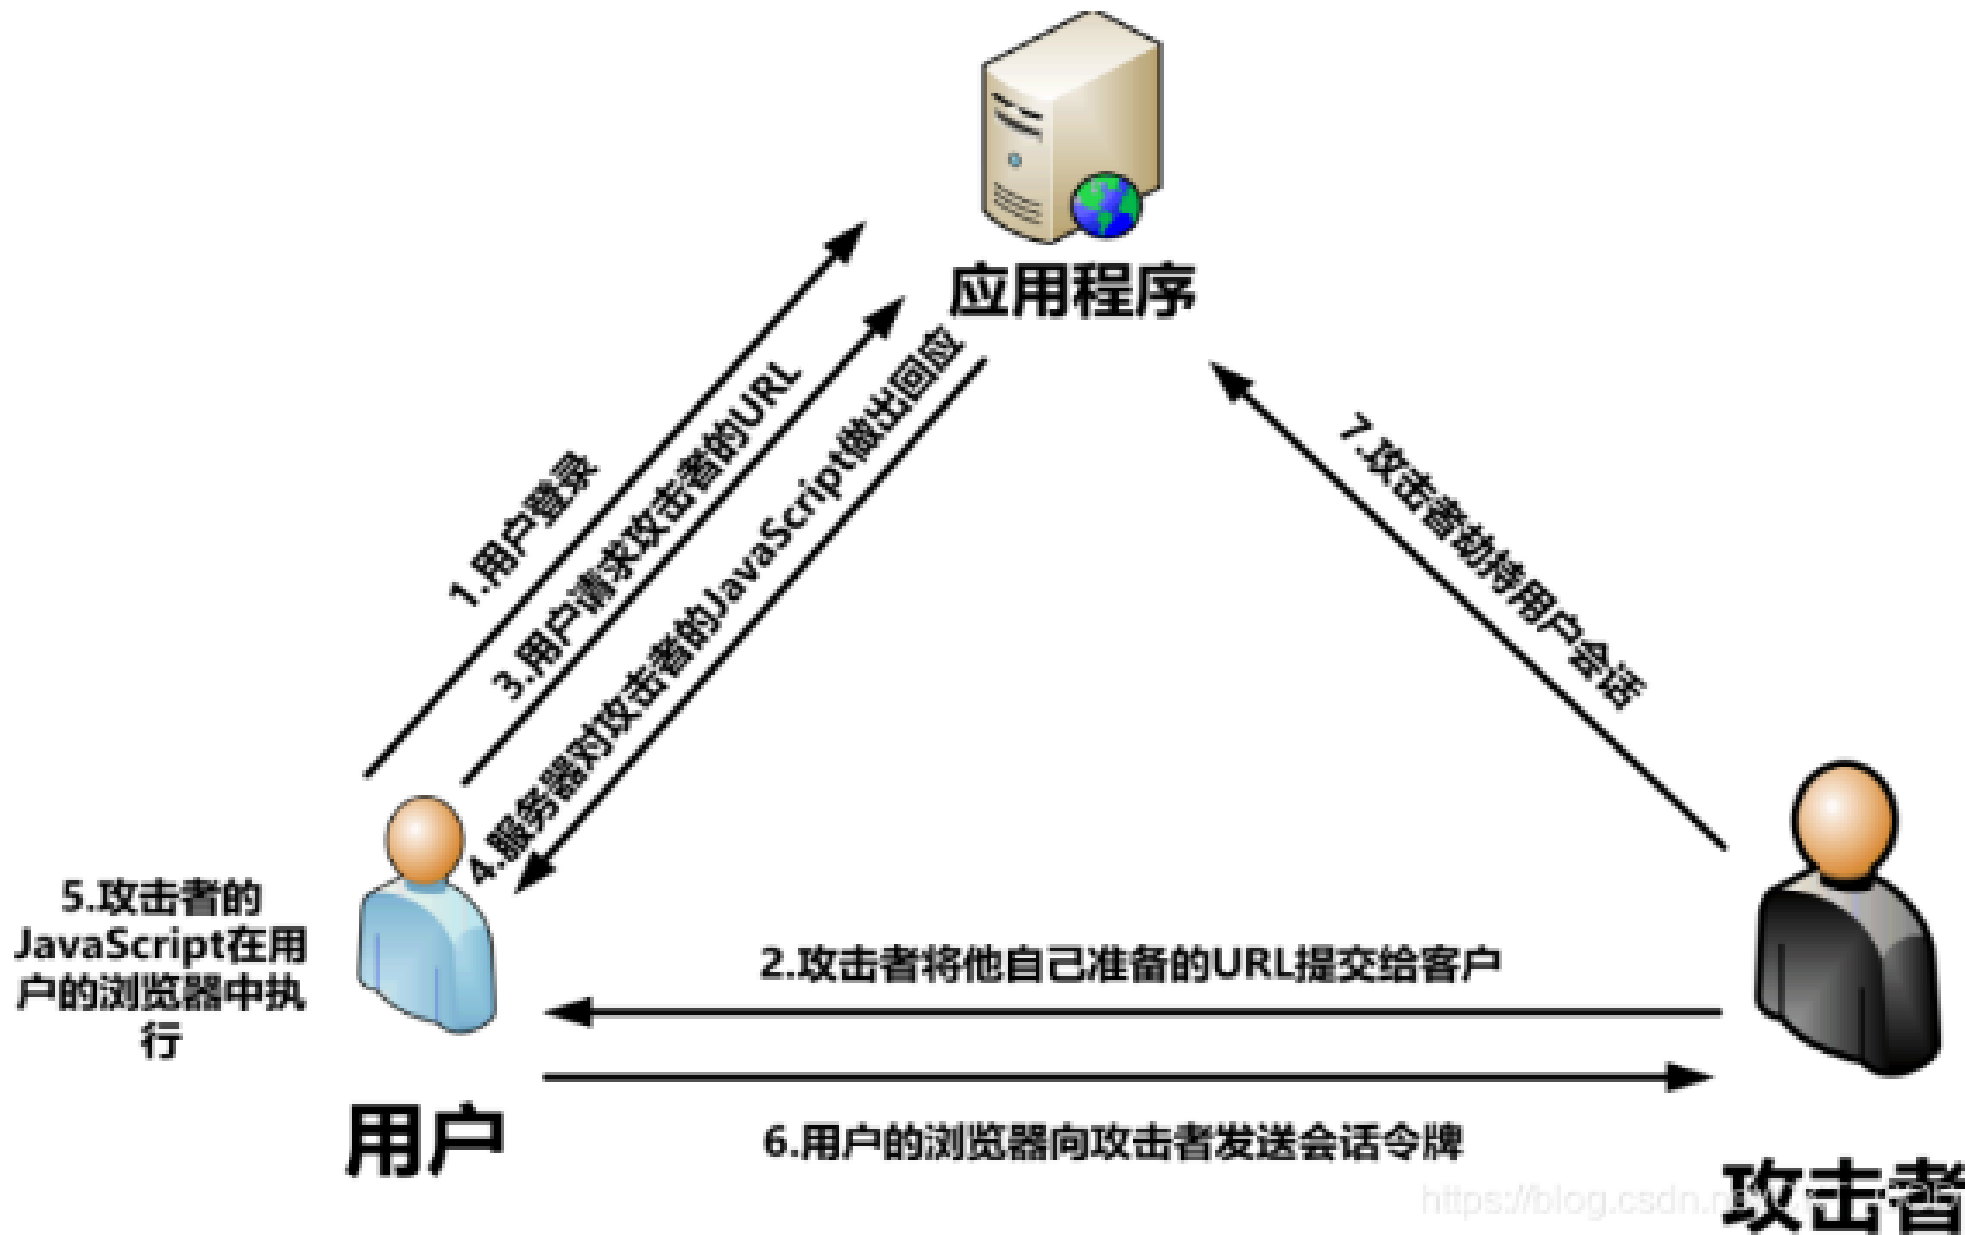 应用程序
1.用户登录
3.用户请求攻击者的URL
4.服务器对攻击者的JavaScript做出回应
7.攻击者劫持用户会话
5.攻击者的
JavaScript在用
户的浏览器中执
行
2.攻击者将他自己准备的URL提交给客户
6.用户的浏览器向攻击者发送会话令牌
用户
攻击者
https://blog.csdn.n